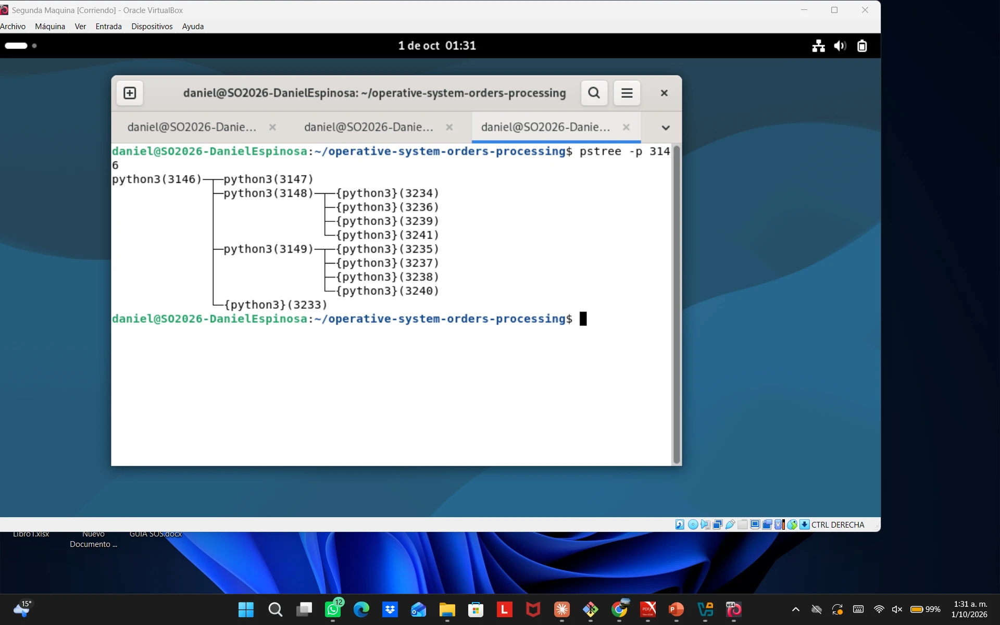 Segunda Maquina [Corriendo] - Oracle VirtualBox
Archivo Máquina Ver Entrada Dispositivos Ayuda
1 de oct 01:31
daniel@SO2026-DanielEspinosa: ~/operative-system-orders-processing
daniel@SO2026-Danie... daniel@SO2026-Danie... daniel@SO2026-Danie...
daniel@SO2026-DanielEspinosa:~/operative-system-orders-processing$ pstree -p 314
6
python3(3146)─┬─python3(3147)
├─python3(3148)─┬─{python3}(3234)
├─{python3}(3236)
├─{python3}(3239)
└─{python3}(3241)
├─python3(3149)─┬─{python3}(3235)
├─{python3}(3237)
├─{python3}(3238)
└─{python3}(3240)
└─{python3}(3233)
daniel@SO2026-DanielEspinosa:~/operative-system-orders-processing$
CTRL DERECHA
Libro1.xlsx Nuevo Documento ... GUIA SOS.docx
15°
12
L
P
x64
99%
1:31 a. m.
1/10/2026